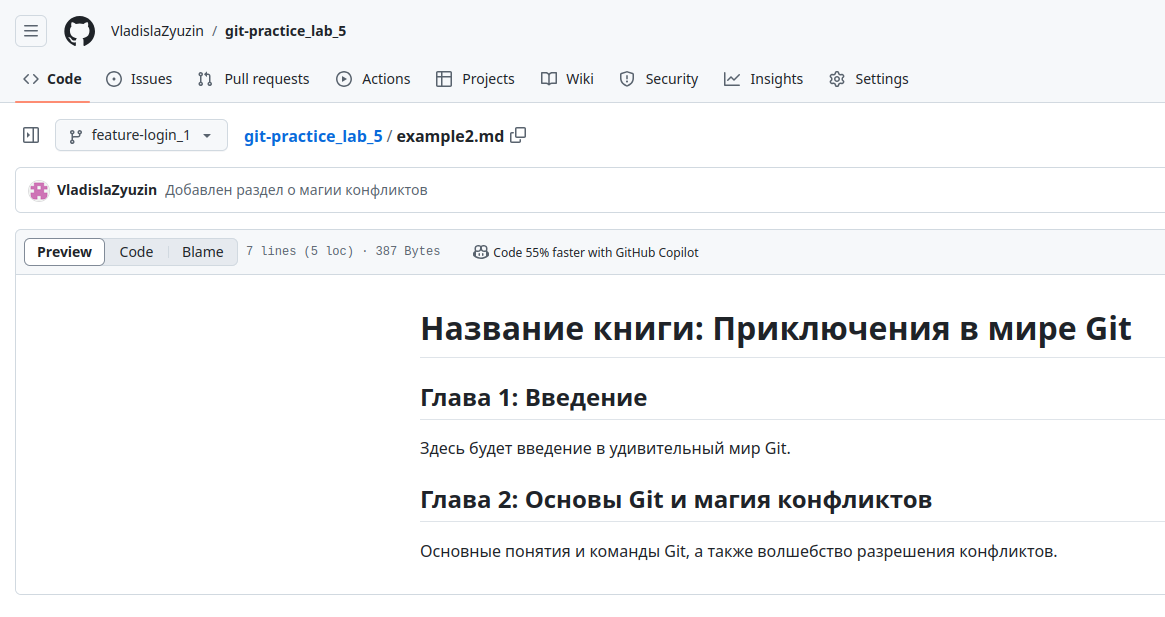 VladislaZyuzin / git-practice_lab_5
Code Issues Pull requests Actions Projects Wiki Security Insights Settings
feature-login_1 git-practice_lab_5 / example2.md
VladislaZyuzin Добавлен раздел о магии конфликтов
Preview Code Blame 7 lines (5 loc) · 387 Bytes Code 55% faster with GitHub Copilot
Название книги: Приключения в мире Git
Глава 1: Введение
Здесь будет введение в удивительный мир Git.
Глава 2: Основы Git и магия конфликтов
Основные понятия и команды Git, а также волшебство разрешения конфликтов.